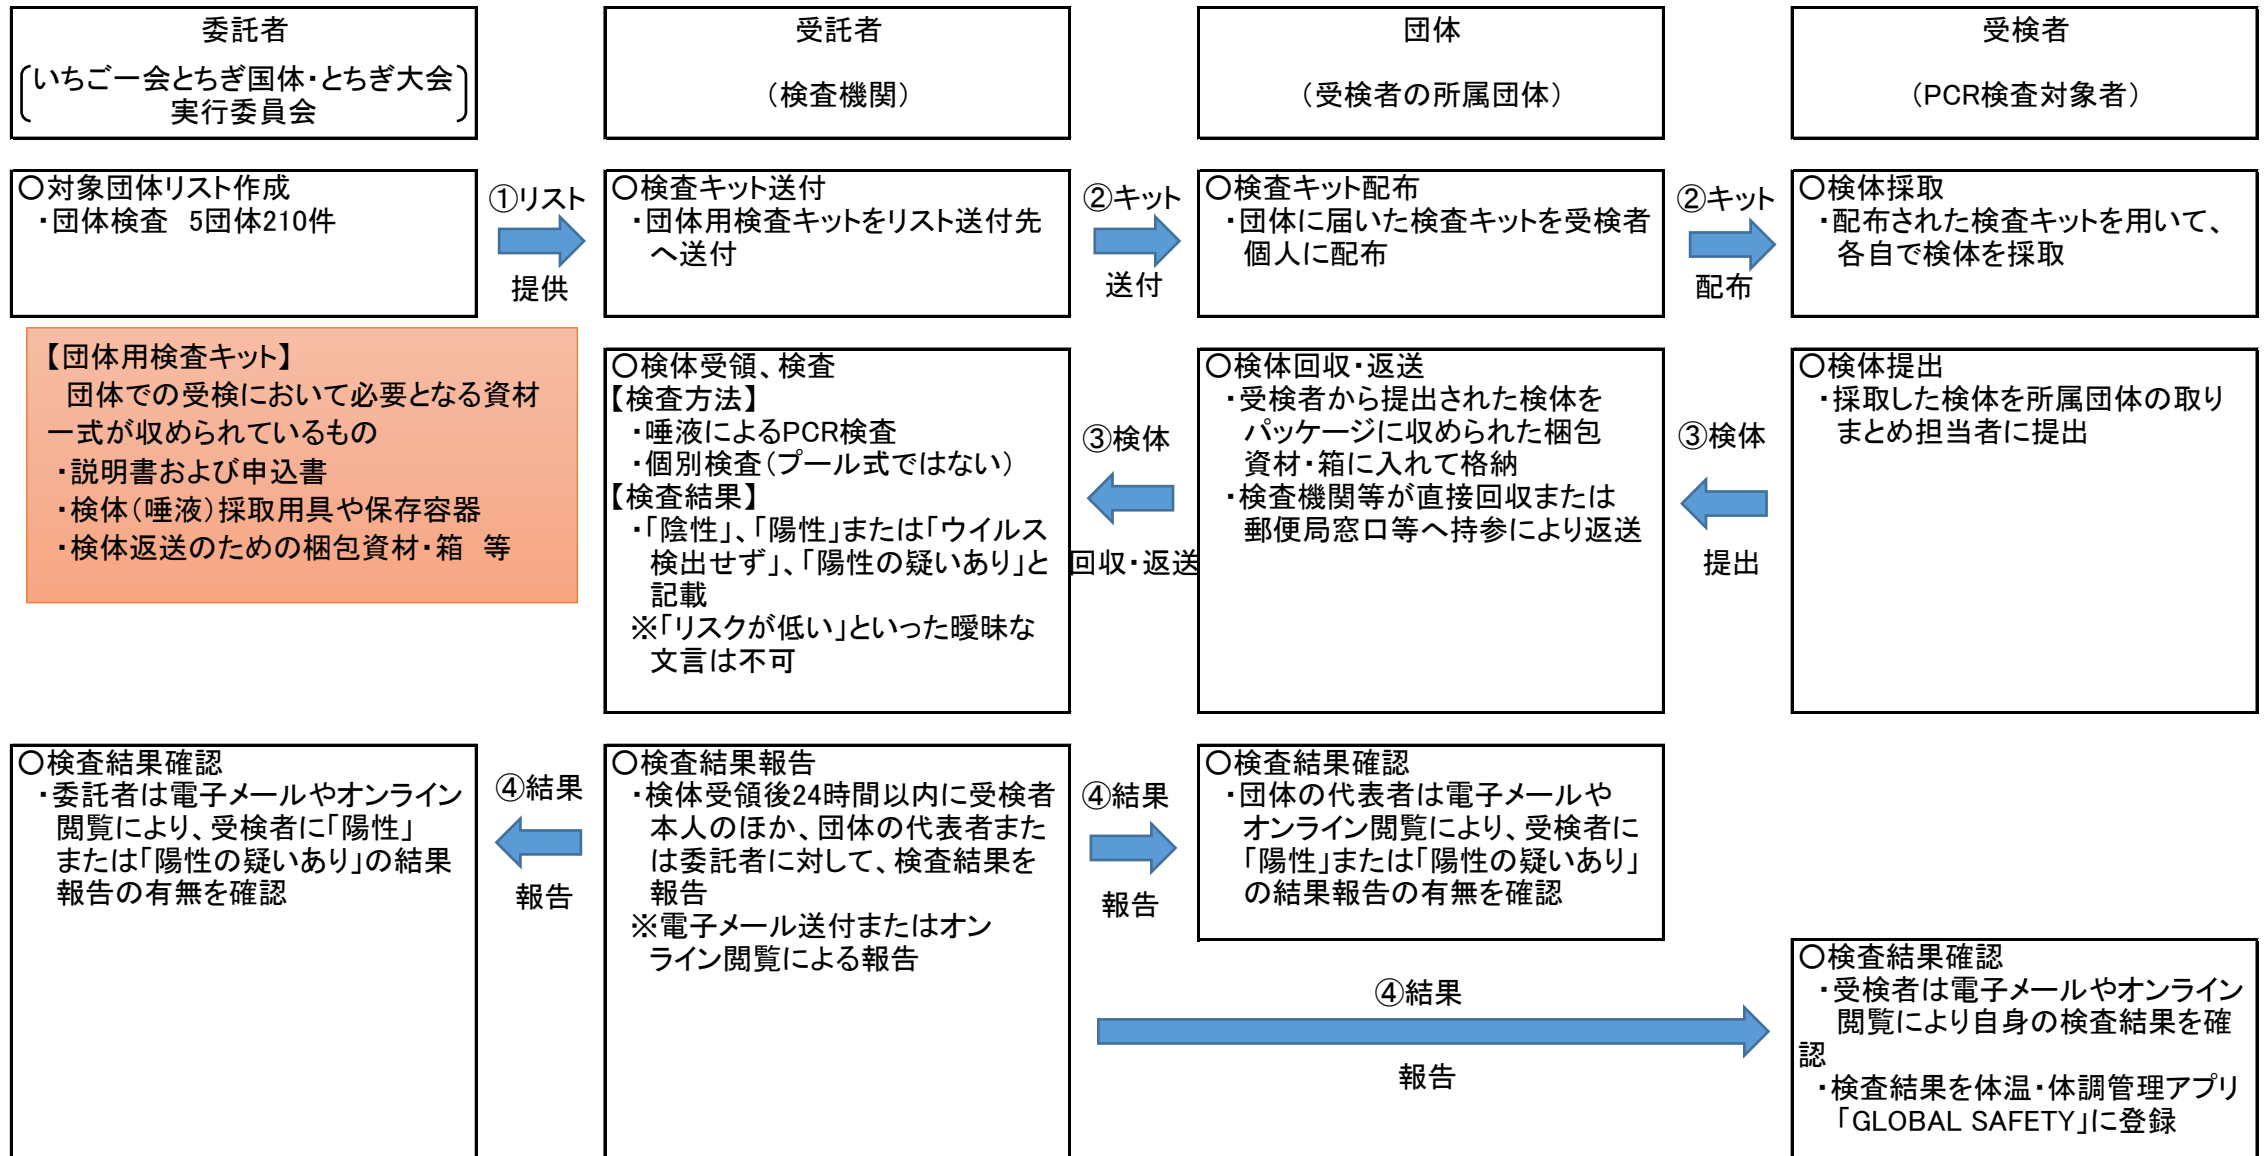 委託者
いちご一会とちぎ国体・とちぎ大会
実行委員会
受託者
（検査機関）
団体
（受検者の所属団体）
受検者
（PCR検査対象者）
〇対象団体リスト作成
・団体検査　5団体210件
①リスト
提供
〇検査キット送付
・団体用検査キットをリスト送付先
へ送付
②キット
送付
〇検査キット配布
・団体に届いた検査キットを受検者
個人に配布
②キット
配布
〇検体採取
・配布された検査キットを用いて、
各自で検体を採取
【団体用検査キット】
団体での受検において必要となる資材
一式が収められているもの
・説明書および申込書
・検体（唾液）採取用具や保存容器
・検体返送のための梱包資材・箱　等
〇検体受領、検査
【検査方法】
・唾液によるPCR検査
・個別検査（プール式ではない）
【検査結果】
・「陰性」、「陽性」または「ウイルス
検出せず」、「陽性の疑いあり」と
記載
※「リスクが低い」といった曖昧な
文言は不可
③検体
回収・返送
〇検体回収・返送
・受検者から提出された検体を
パッケージに収められた梱包
資材・箱に入れて格納
・検査機関等が直接回収または
郵便局窓口等へ持参により返送
③検体
提出
〇検体提出
・採取した検体を所属団体の取り
まとめ担当者に提出
〇検査結果確認
・委託者は電子メールやオンライン
閲覧により、受検者に「陽性」
または「陽性の疑いあり」の結果
報告の有無を確認
④結果
報告
〇検査結果報告
・検体受領後24時間以内に受検者
本人のほか、団体の代表者また
は委託者に対して、検査結果を
報告
※電子メール送付またはオン
ライン閲覧による報告
④結果
報告
〇検査結果確認
・団体の代表者は電子メールや
オンライン閲覧により、受検者に
「陽性」または「陽性の疑いあり」
の結果報告の有無を確認
④結果
報告
〇検査結果確認
・受検者は電子メールやオンライン
閲覧により自身の検査結果を確
認
・検査結果を体温・体調管理アプリ
「GLOBAL SAFETY」に登録